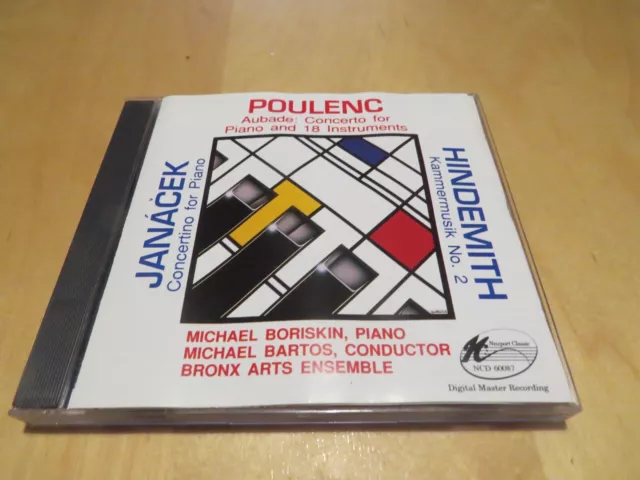 POULENC
Aubade: Concerto for
Piano and 18 Instruments
JANÁČEK
Concertino for Piano
HINDEMITH
Kammermusik No. 2
MICHAEL BORISKIN, PIANO
MICHAEL BARTOS, CONDUCTOR
BRONX ARTS ENSEMBLE
Newport Classic
NCD 60087
Digital Master Recording